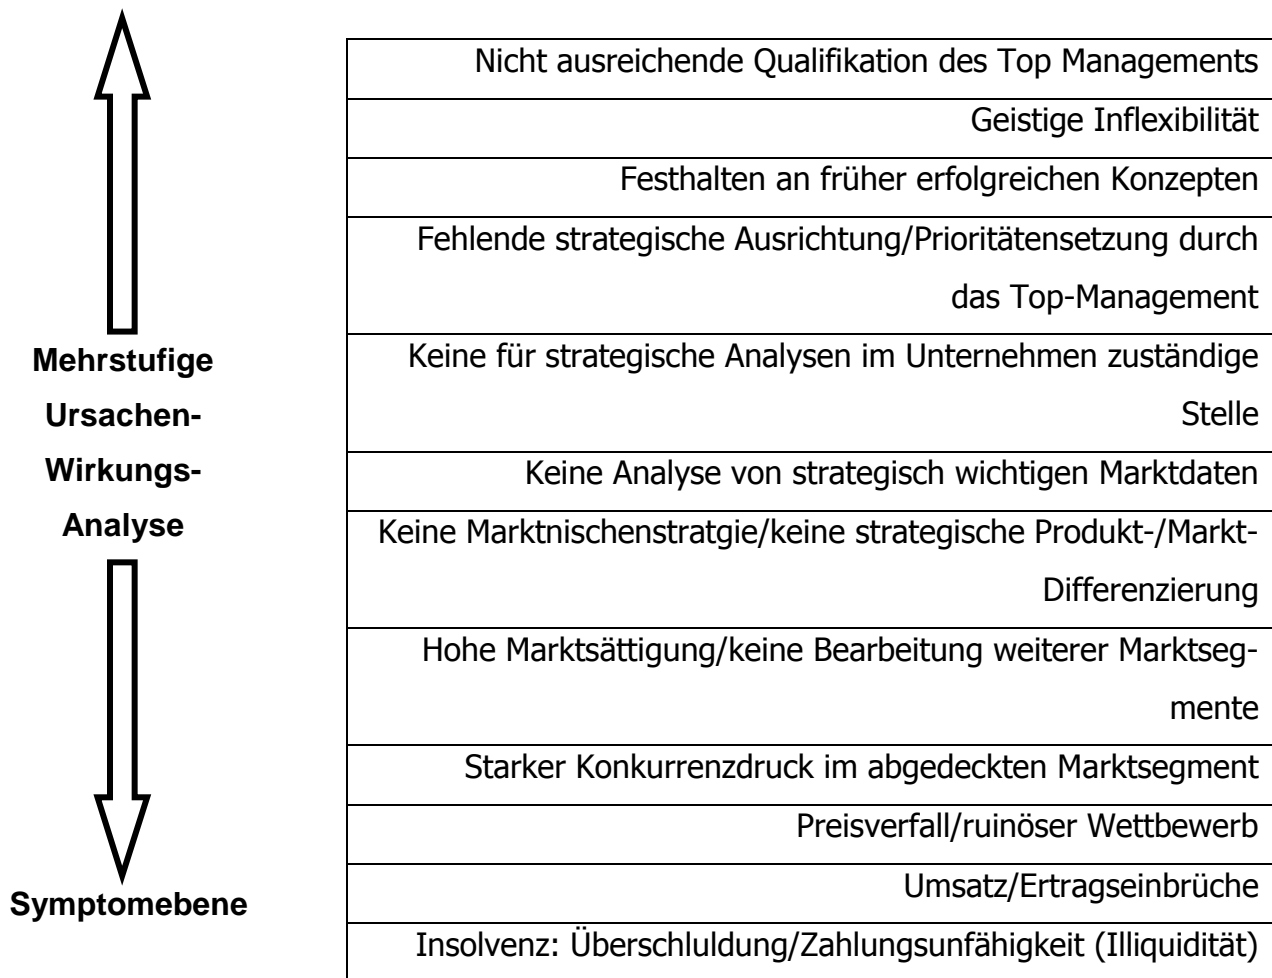 Nicht ausreichende Qualifikation des Top Managements
Geistige Inflexibilität
Festhalten an früher erfolgreichen Konzepten
Fehlende strategische Ausrichtung/Prioritätensetzung durch
das Top-Management
Keine für strategische Analysen im Unternehmen zuständige
Stelle
Keine Analyse von strategisch wichtigen Marktdaten
Keine Marktnischenstratgie/keine strategische Produkt-/Markt-
Differenzierung
Hohe Marktsättigung/keine Bearbeitung weiterer Marktseg-
mente
Starker Konkurrenzdruck im abgedeckten Marktsegment
Preisverfall/ruinöser Wettbewerb
Umsatz/Ertragseinbrüche
Insolvenz: Überschluldung/Zahlungsunfähigkeit (Illiquidität)
Mehrstufige
Ursachen-
Wirkungs-
Analyse
Symptomebene